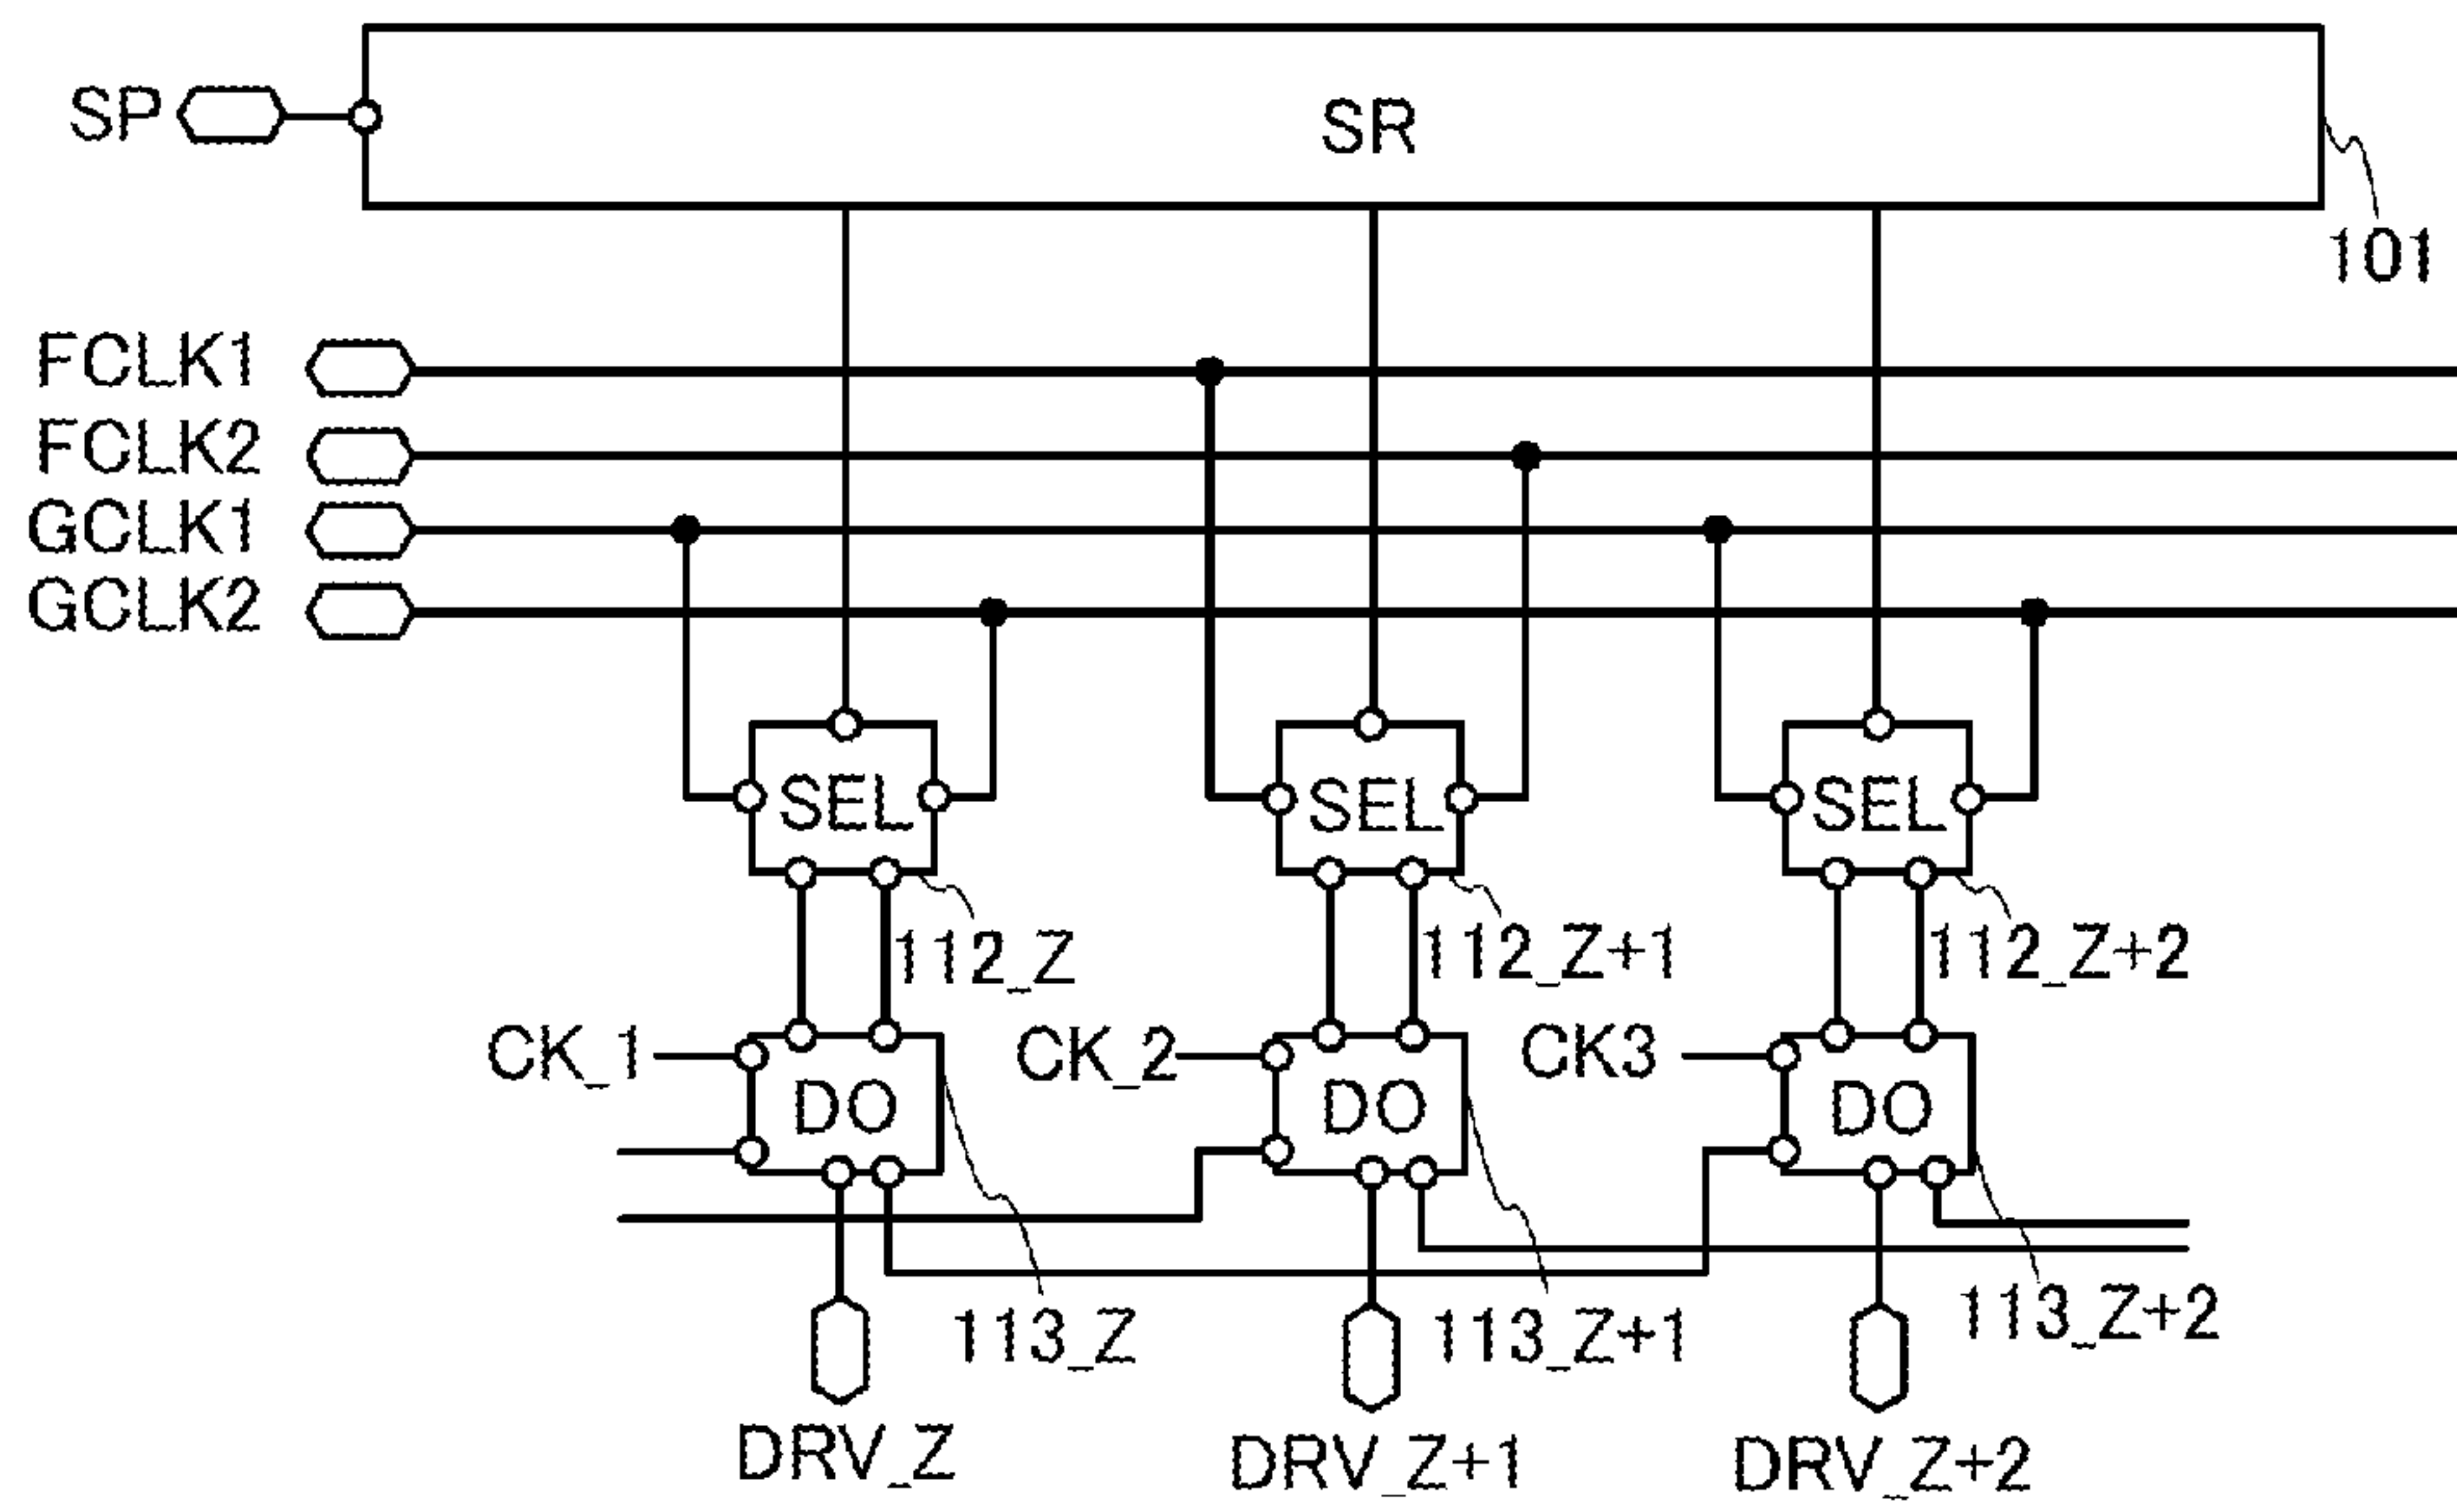 SP
SR
101
FCLK1
FCLK2
GCLK1
GCLK2
SEL
SEL
SEL
112_Z
112_Z+1
112_Z+2
CK_1
CK_2
CK3
DO
DO
DO
113_Z
113_Z+1
113_Z+2
DRV_Z
DRV_Z+1
DRV_Z+2